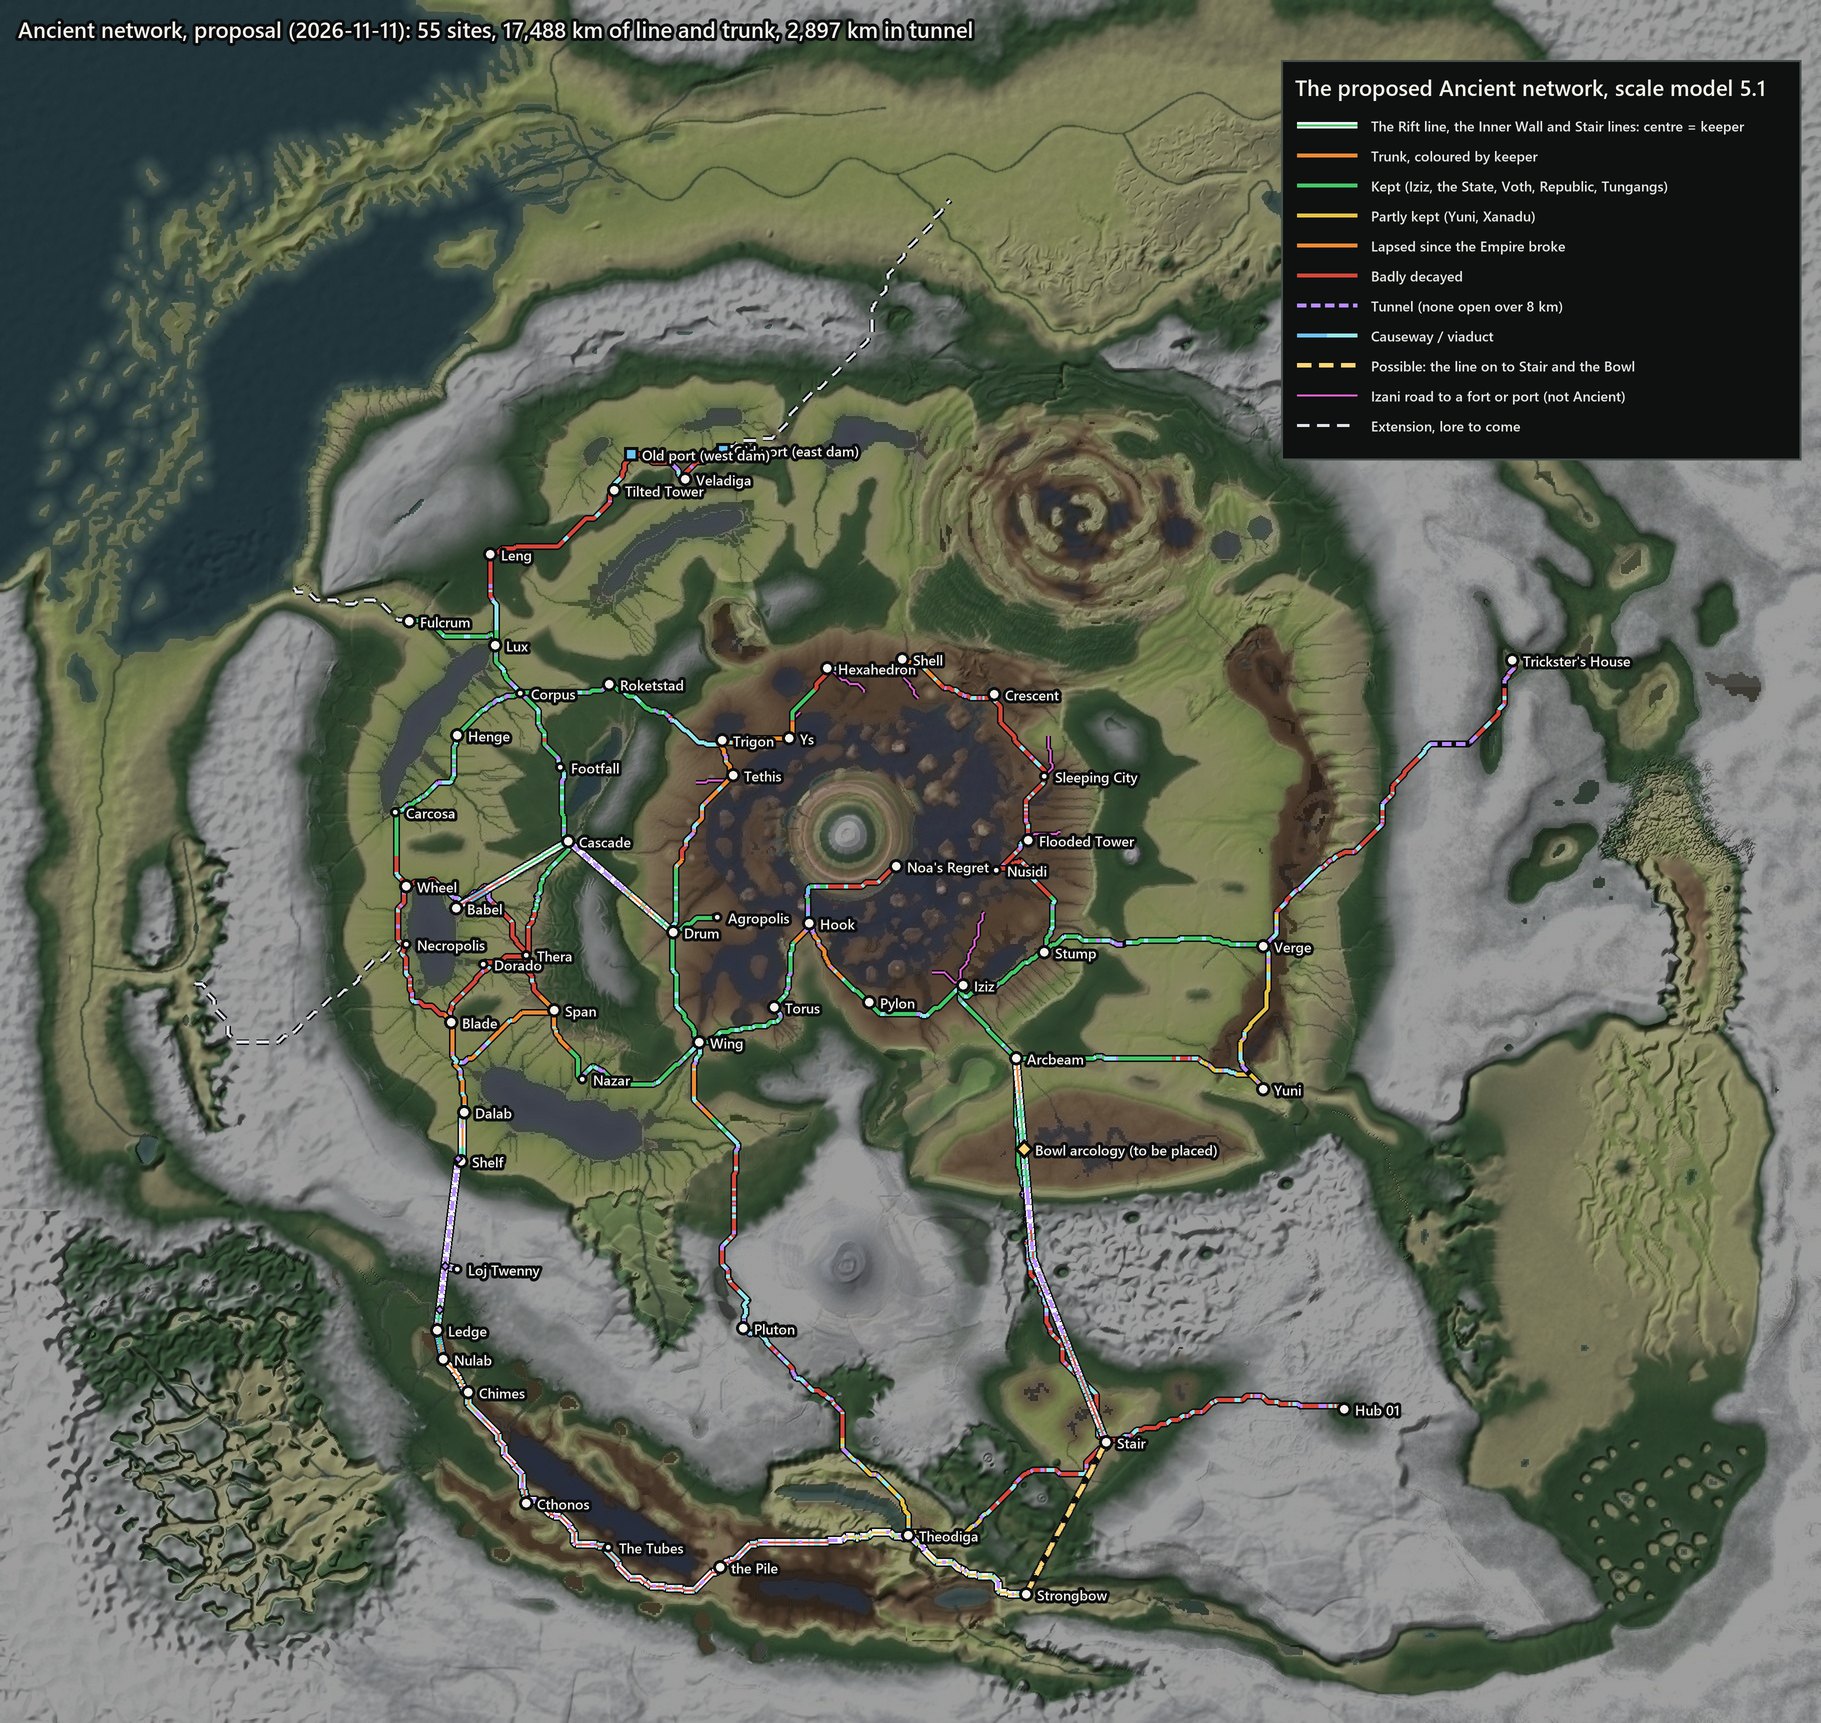 Ancient network, proposal (2026-11-11): 55 sites, 17,488 km of line and trunk, 2,897 km in tunnel
The proposed Ancient network, scale model 5.1
The Rift line, the Inner Wall and Stair lines: centre = keeper
Trunk, coloured by keeper
Kept (Iziz, the State, Voth, Republic, Tungangs)
Partly kept (Yuni, Xanadu)
Lapsed since the Empire broke
Badly decayed
Tunnel (none open over 8 km)
Causeway / viaduct
Possible: the line on to Stair and the Bowl
Izani road to a fort or port (not Ancient)
Extension, lore to come
Old port (west dam)
port (east dam)
Veladiga
Tilted Tower
Leng
Fulcrum
Lux
Shell
Hexahedron
Trickster's House
Roketstad
Corpus
Crescent
Henge
Trigon
Ys
Footfall
Tethis
Sleeping City
Carcosa
Cascade
Flooded Tower
Noa's Regret
Nusidi
Wheel
Babel
Agropolis
Hook
Drum
Necropolis
Verge
Stump
Thera
Dorado
Iziz
Pylon
Torus
Span
Blade
Wing
Arcbeam
Nazar
Yuni
Dalab
Bowl arcology (to be placed)
Shelf
Loj Twenny
Pluton
Ledge
Nulab
Chimes
Hub 01
Stair
Cthonos
Theodiga
The Tubes
the Pile
Strongbow